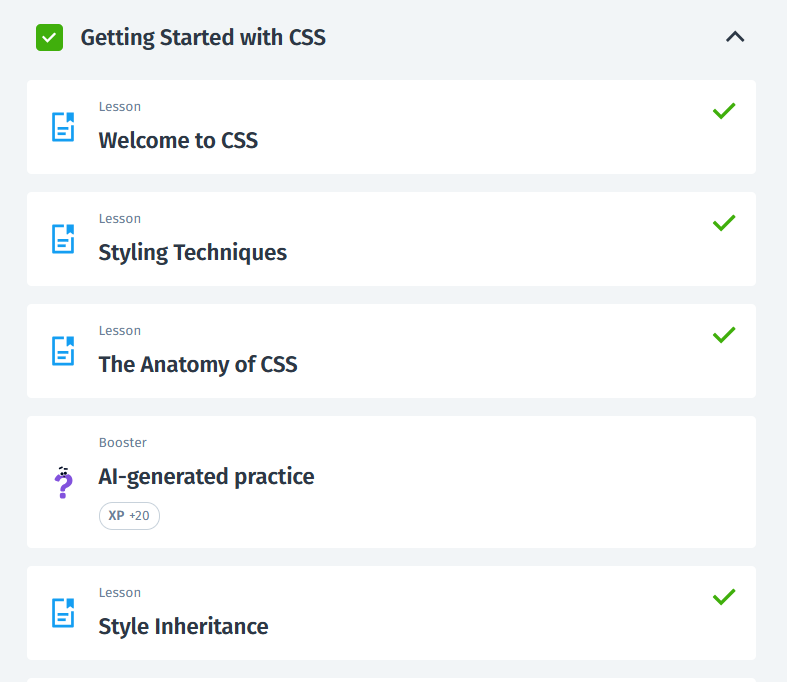 Getting Started with CSS
Lesson
Welcome to CSS
Lesson
Styling Techniques
Lesson
The Anatomy of CSS
Booster
AI-generated practice
XP +20
Lesson
Style Inheritance